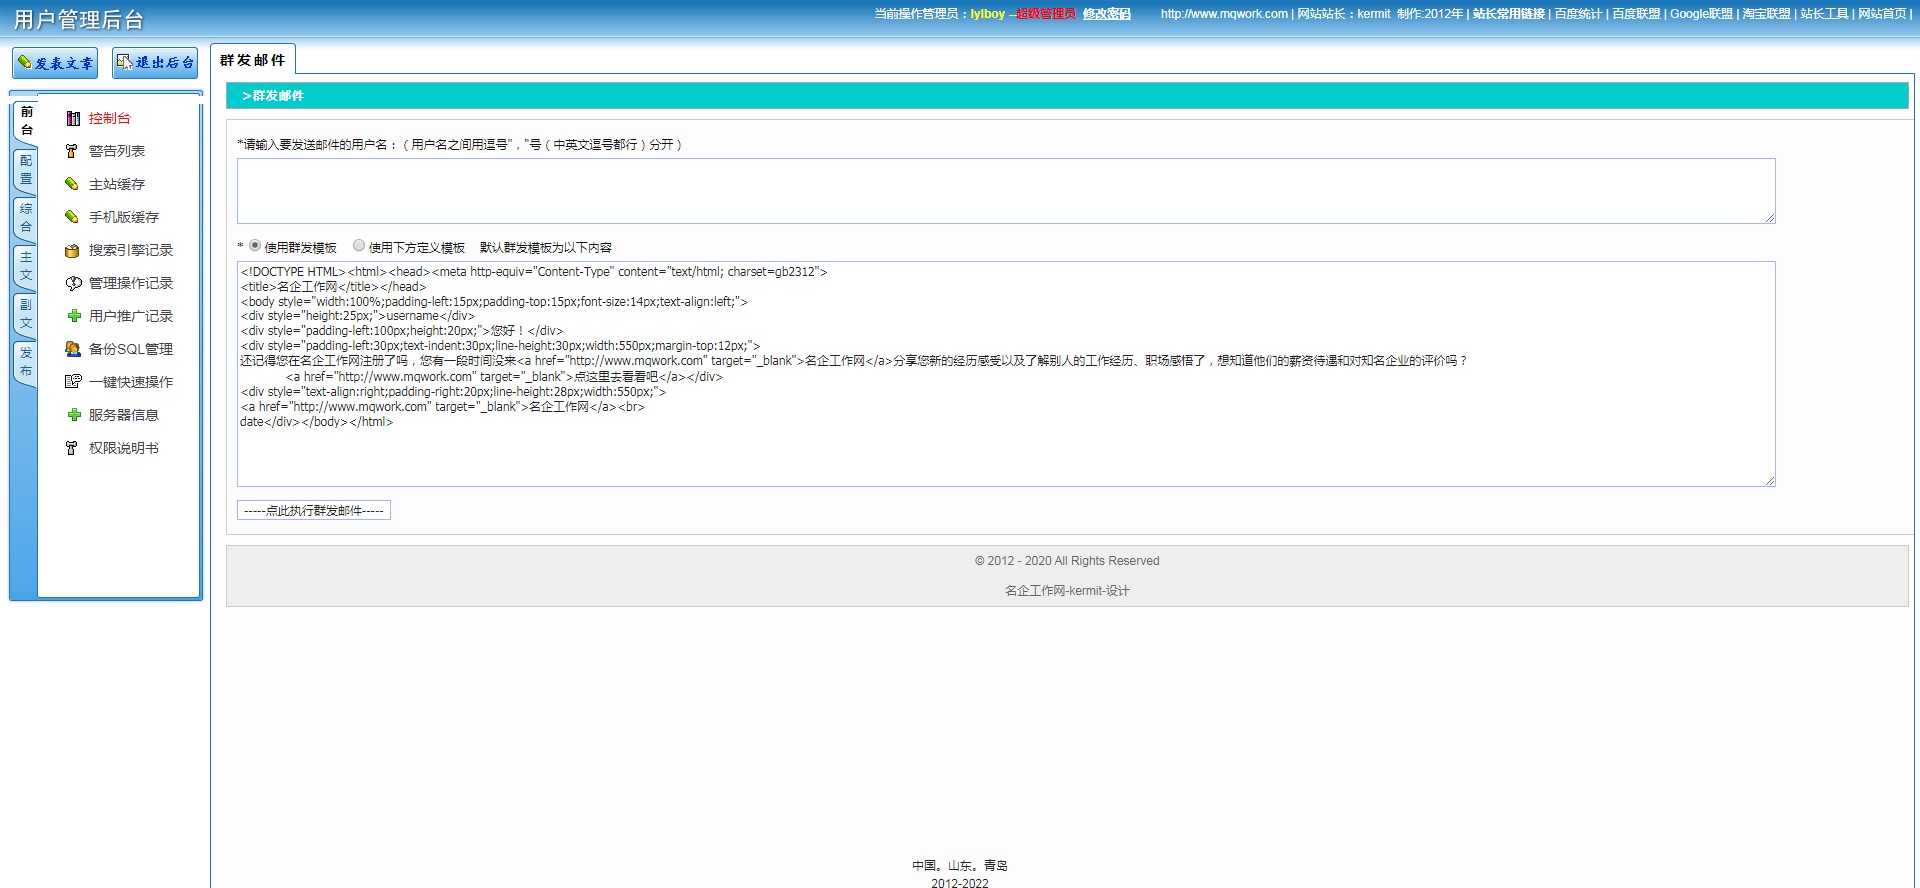 用户管理后台
当前操作管理员：lylboy --超级管理员 修改密码 http://www.mqwork.com | 网站站长：kermit 制作:2012年 | 站长常用链接 | 百度统计 | 百度联盟 | Google联盟 | 淘宝联盟 | 站长工具 | 网站首页 |
发表文章 退出后台
前台
配置
综合
主文
副文
发布
控制台
警告列表
主站缓存
手机版缓存
搜索引擎记录
管理操作记录
用户推广记录
备份SQL管理
一键快速操作
服务器信息
权限说明书
群发邮件
>群发邮件
*请输入要发送邮件的用户名：（用户名之间用逗号"，"号（中英文逗号都行）分开）
* 使用群发模板 使用下方定义模板 默认群发模板为以下内容
<!DOCTYPE HTML><html><head><meta http-equiv="Content-Type" content="text/html; charset=gb2312">
<title>名企工作网</title></head>
<body style="width:100%;padding-left:15px;padding-top:15px;font-size:14px;text-align:left;">
<div style="height:25px;">username</div>
<div style="padding-left:100px;height:20px;">您好！</div>
<div style="padding-left:30px;text-indent:30px;line-height:30px;width:550px;margin-top:12px;">
还记得您在名企工作网注册了吗，您有一段时间没来<a href="http://www.mqwork.com" target="_blank">名企工作网</a>分享您新的经历感受以及了解别人的工作经历、职场感悟了，想知道他们的薪资待遇和对知名企业的评价吗？
<a href="http://www.mqwork.com" target="_blank">点这里去看看吧</a></div>
<div style="text-align:right;padding-right:20px;line-height:28px;width:550px;">
<a href="http://www.mqwork.com" target="_blank">名企工作网</a><br>
date</div></body></html>
-----点此执行群发邮件-----
© 2012 - 2020 All Rights Reserved
名企工作网-kermit-设计
中国。山东。青岛
2012-2022